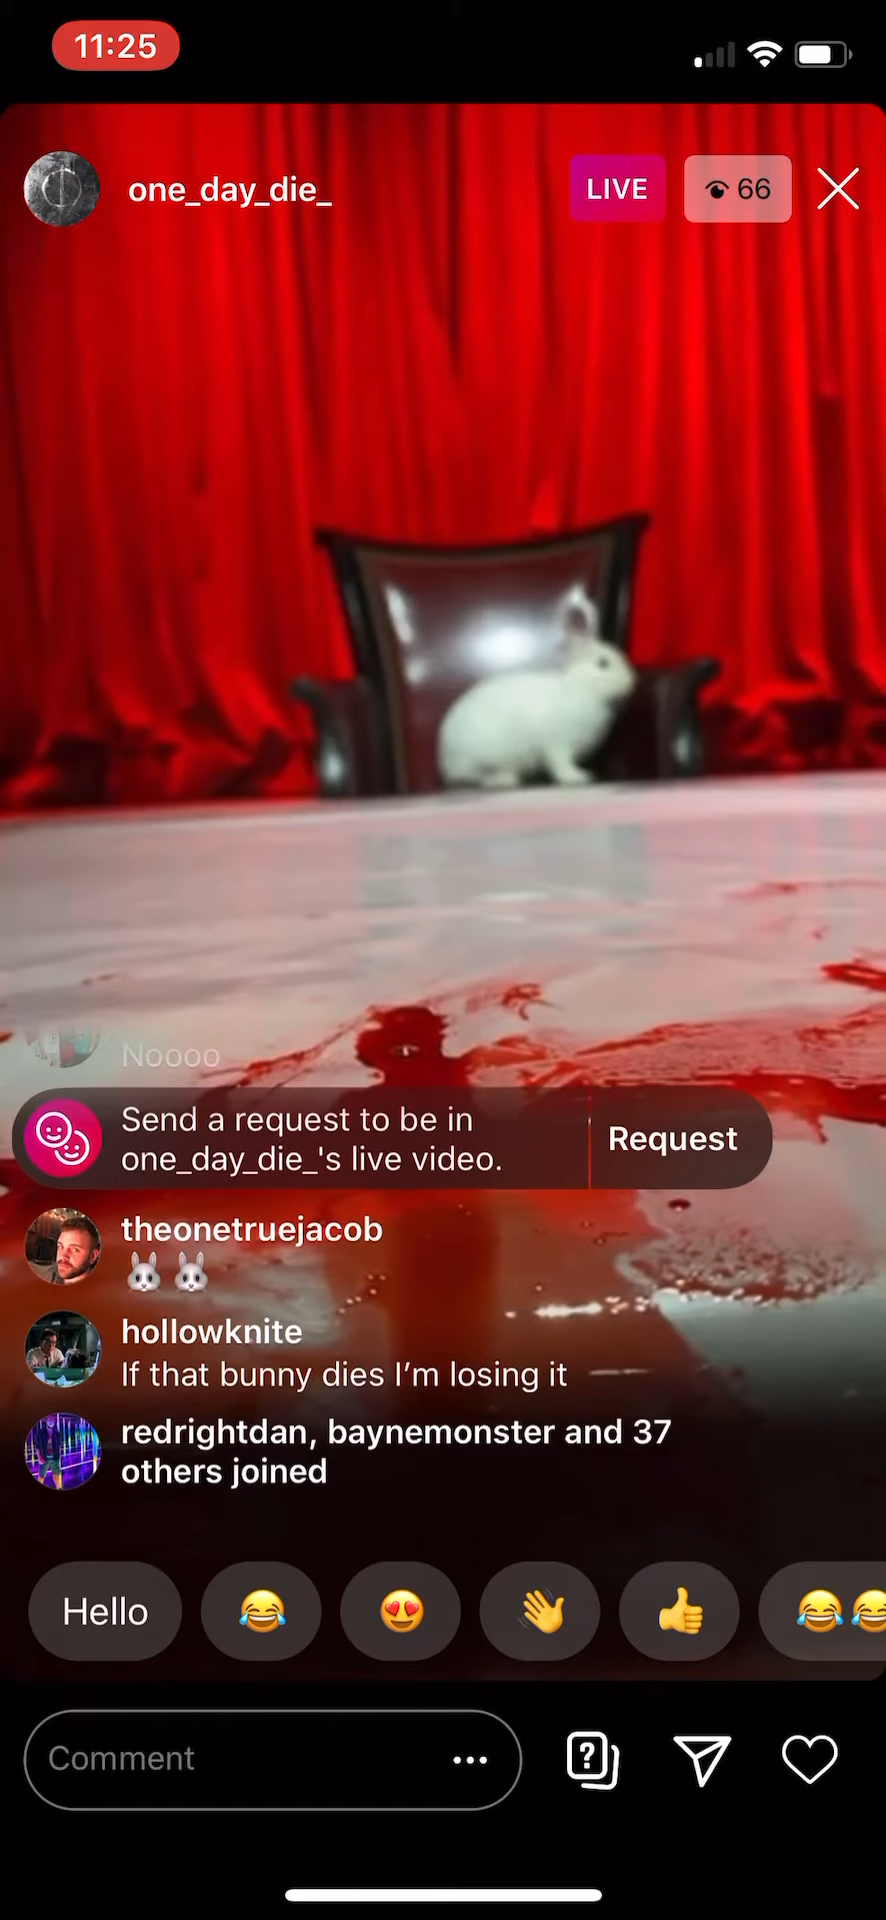 11:25
one_day_die_
LIVE
66
Noooo
Send a request to be in
one_day_die_'s live video.
Request
theonetruejacob
🐰 🐰
hollowknite
If that bunny dies I’m losing it
redrightdan, baynemonster and 37
others joined
Hello
Comment